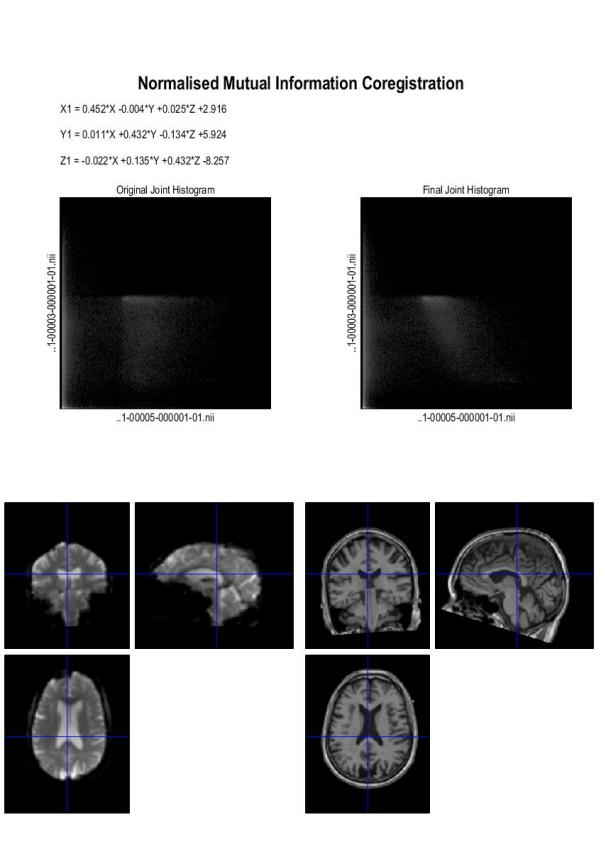 Normalised Mutual Information Coregistration
X1 = 0.452*X -0.004*Y +0.025*Z +2.916
Y1 = 0.011*X +0.432*Y -0.134*Z +5.924
Z1 = -0.022*X +0.135*Y +0.432*Z -8.257
Original Joint Histogram
..1-00003-000001-01.nii
..1-00005-000001-01.nii
Final Joint Histogram
..1-00003-000001-01.nii
..1-00005-000001-01.nii